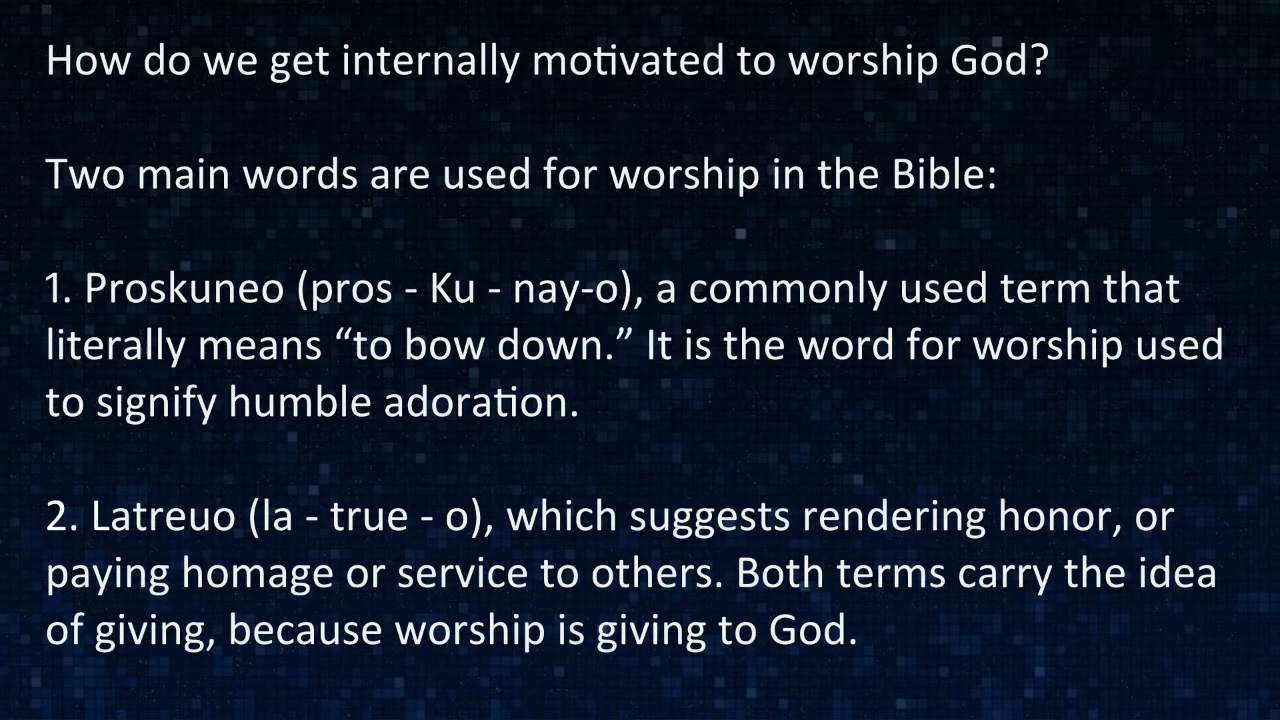 How do we get internally motivated to worship God?
Two main words are used for worship in the Bible:
1. Proskuneo (pros - Ku - nay-o), a commonly used term that
literally means “to bow down.” It is the word for worship used
to signify humble adoration.
2. Latreuo (la - true - o), which suggests rendering honor, or
paying homage or service to others. Both terms carry the idea
of giving, because worship is giving to God.